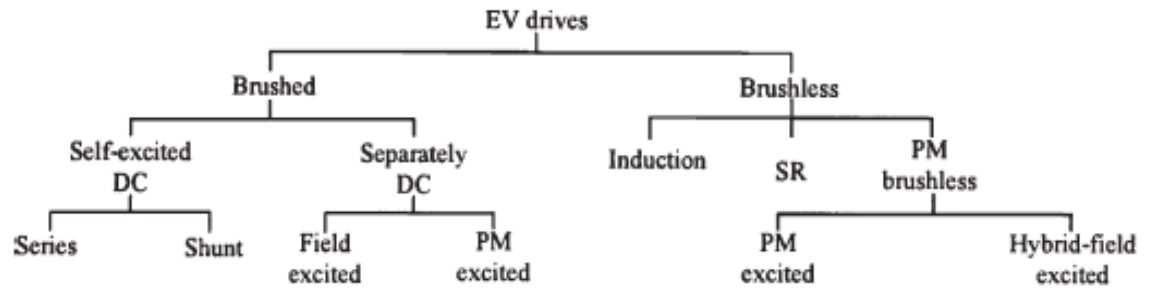 EV drives
Brushed
Brushless
Self-excited
DC
Separately
DC
Induction
SR
PM
brushless
Series
Shunt
Field
excited
PM
excited
PM
excited
Hybrid-field
excited